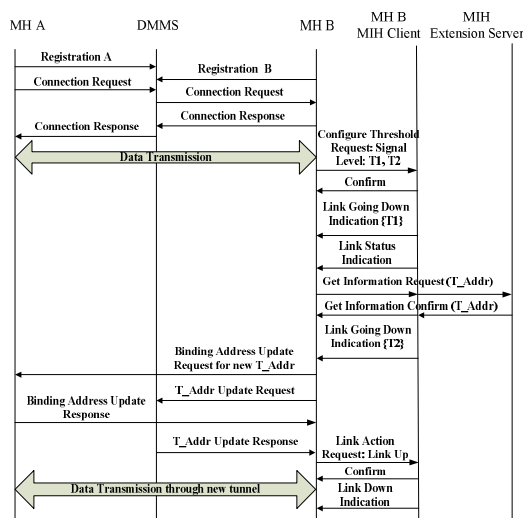 MH A
DMMS
MH B
MH B
MIH Client
MIH
Extension Server
Registration A
Registration B
Connection Request
Connection Request
Connection Response
Connection Response
Configure Threshold
Request: Signal
Level: T1, T2
Data Transmission
Confirm
Link Going Down
Indication {T1}
Link Status
Indication
Get Information Request (T_Addr)
Get Information Confirm (T_Addr)
Link Going Down
Indication {T2}
Binding Address Update
Request for new T_Addr
T_Addr Update Request
Binding Address Update
Response
T_Addr Update Response
Link Action
Request: Link Up
Confirm
Data Transmission through new tunnel
Link Down
Indication